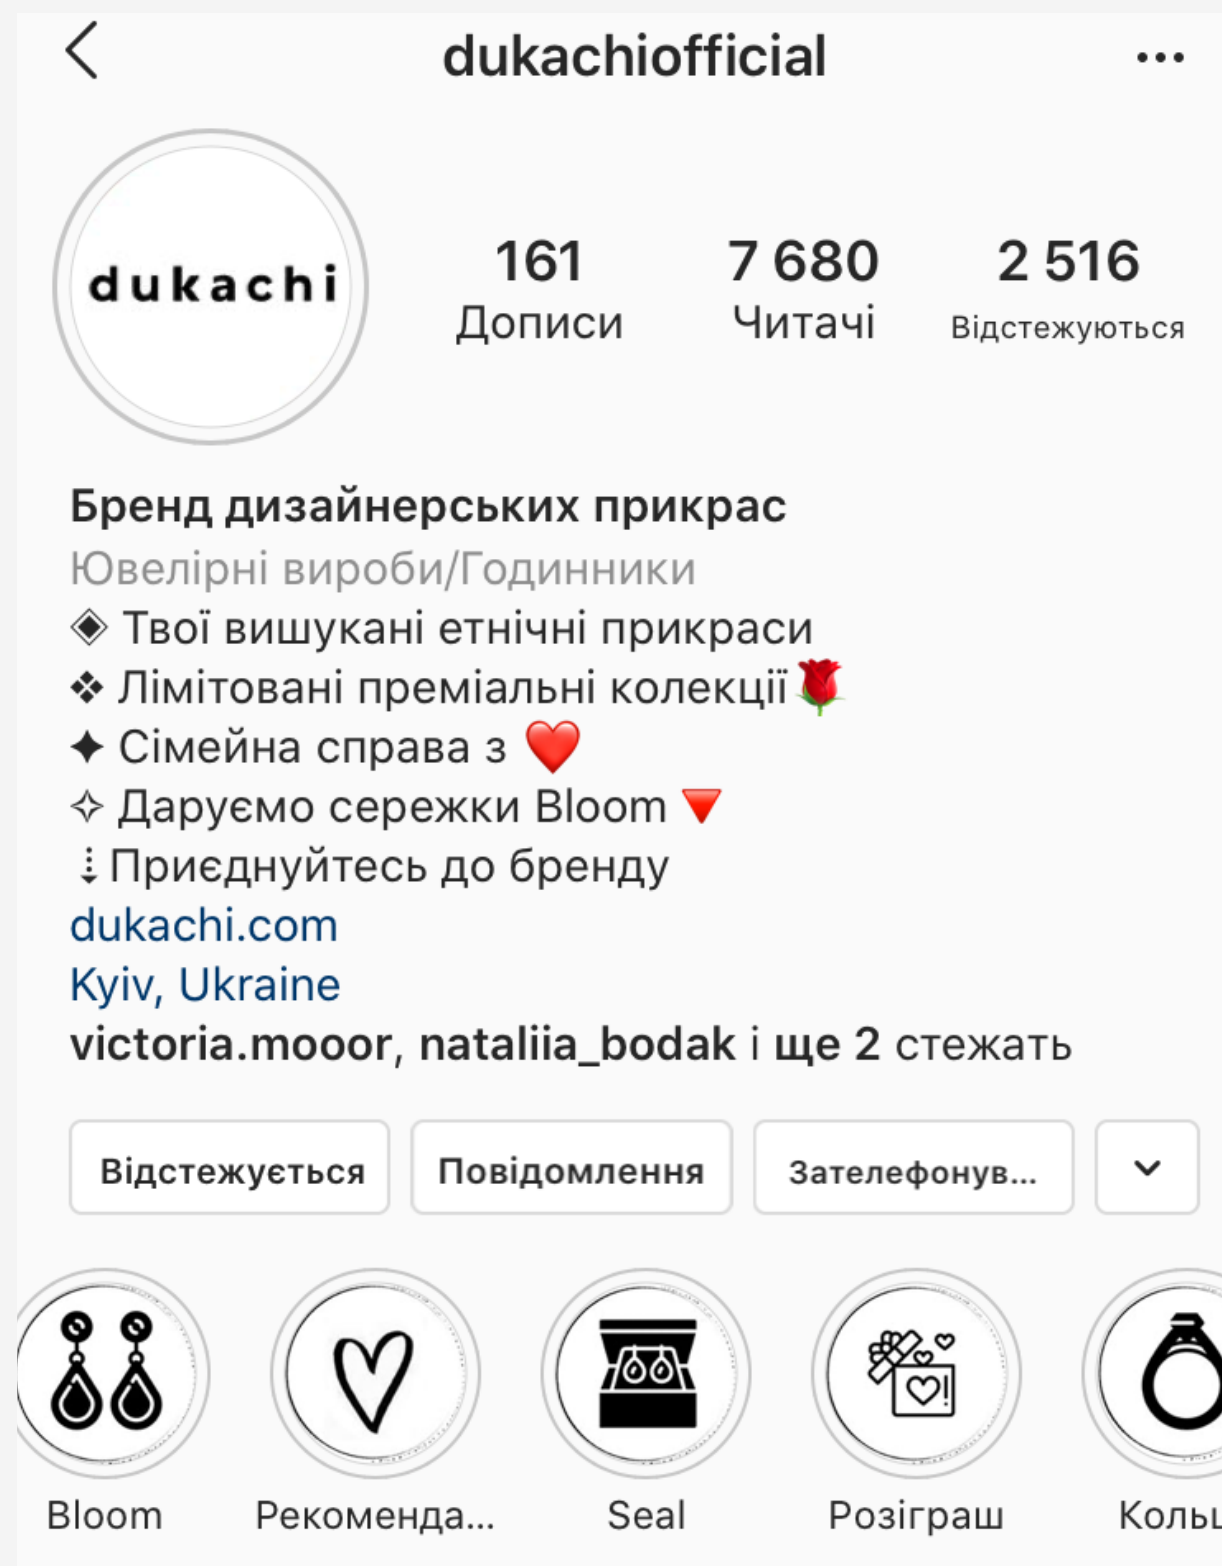 dukachiofficial
dukachi
161 7 680 2 516
Дописи Читачі Відстежуються
Бренд дизайнерських прикрас
Ювелірні вироби/Годинники
◈ Твої вишукані етнічні прикраси
❖ Лімітовані преміальні колекції🌹
✦ Сімейна справа з ❤️
✧ Даруємо сережки Bloom 🔻
⇣Приєднуйтесь до бренду
dukachi.com
Kyiv, Ukraine
victoria.mooor, nataliia_bodak і ще 2 стежать
Відстежується Повідомлення Зателефонув...
Bloom Рекоменда... Seal Розіграш